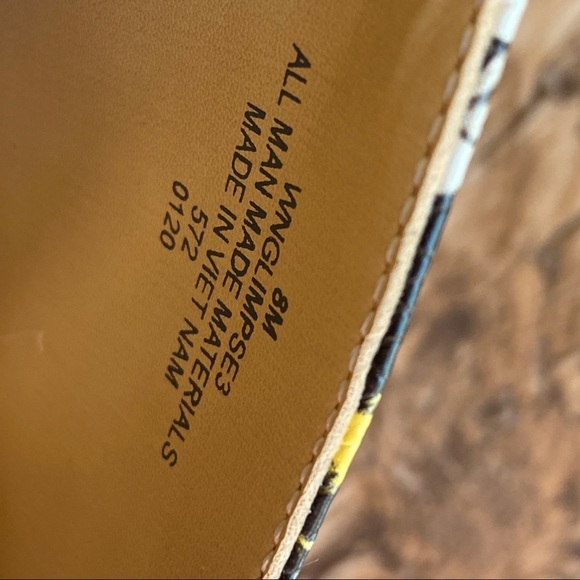 8M
WNGLIMPSE3
ALL MAN MADE MATERIALS
MADE IN VIET NAM
572
0120